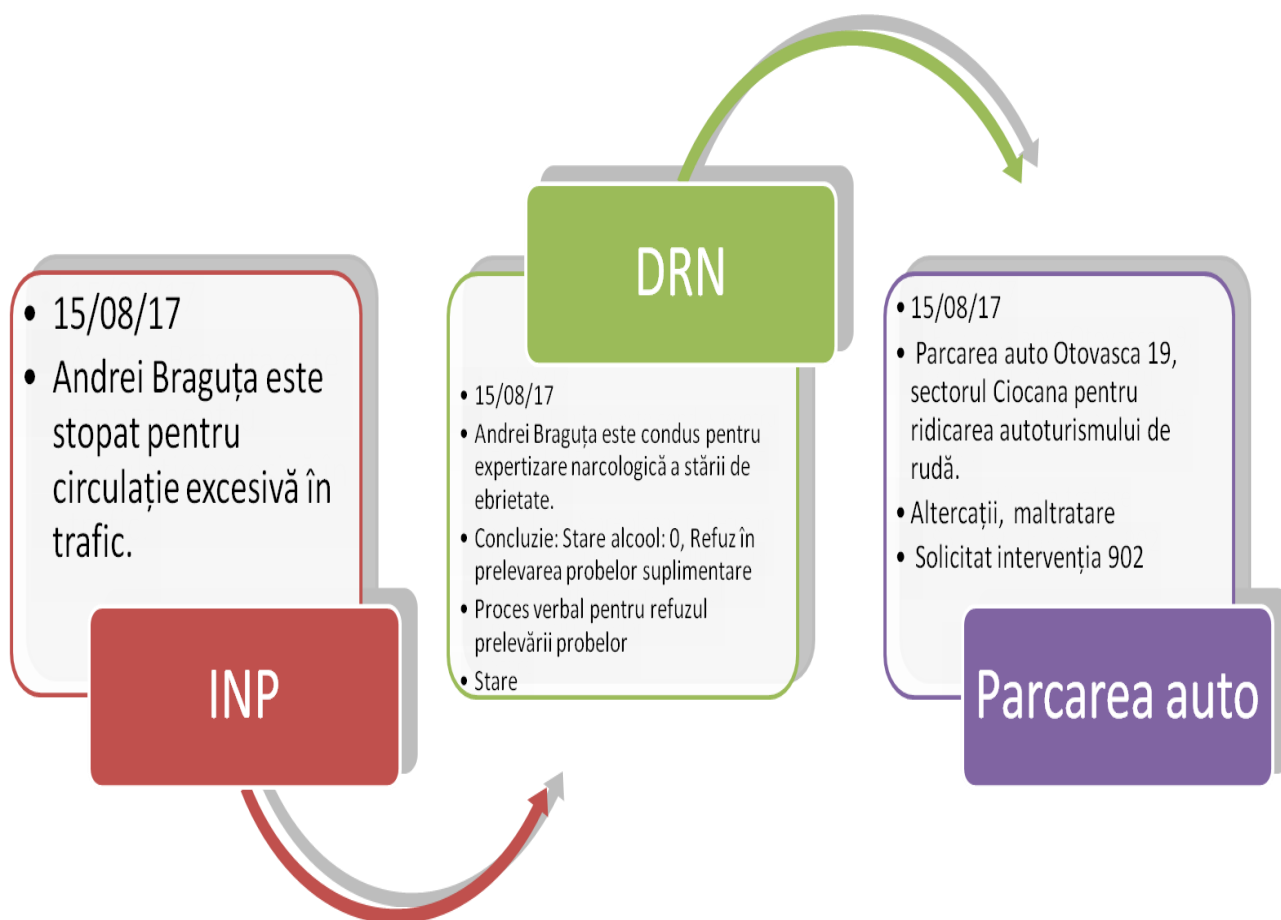 • 15/08/17
• Andrei Braguța este
stopat pentru
circulație excesivă în
trafic.
INP
DRN
• 15/08/17
• Andrei Braguța este condus pentru
expertizare narcologică a stării de
ebrietate.
• Concluzie: Stare alcool: 0, Refuz în
prelevarea probelor suplimentare
• Proces verbal pentru refuzul
prelevării probelor
• Stare
• 15/08/17
• Parcarea auto Otovasca 19,
sectorul Ciocana pentru
ridicarea autoturismului de
rudă.
• Altercații, maltratare
• Solicitat intervenția 902
Parcarea auto